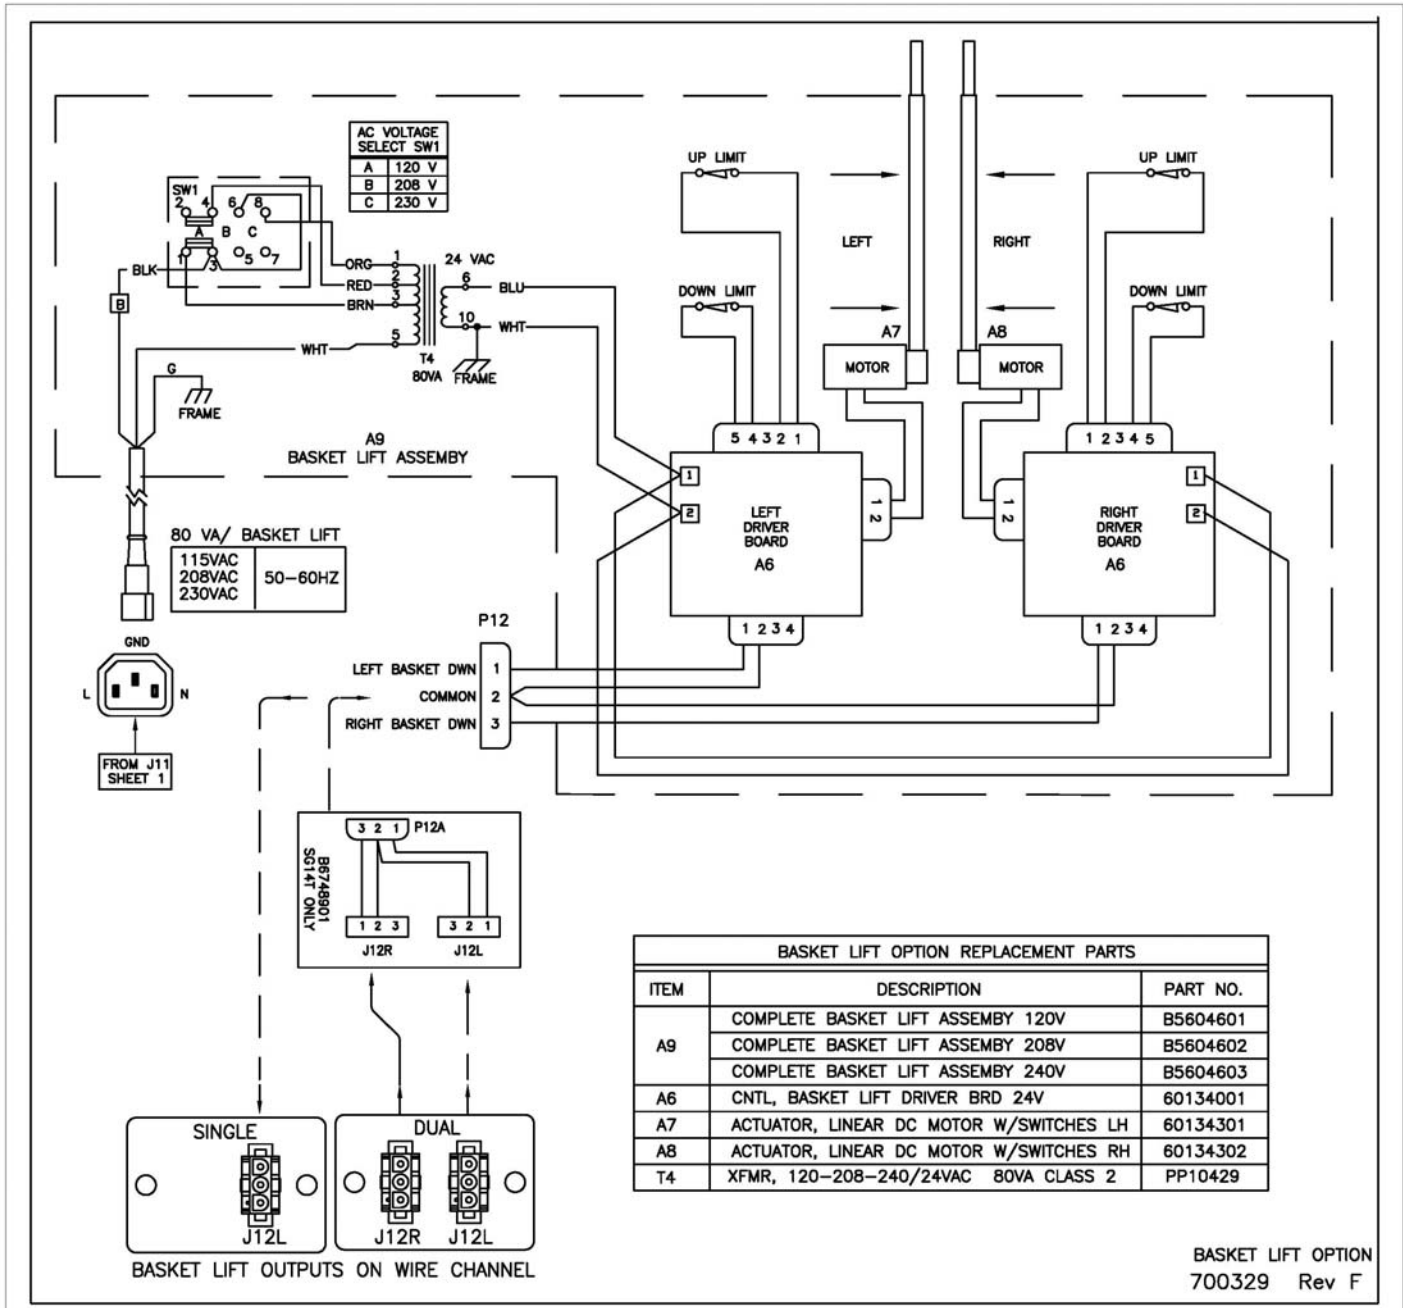 AC VOLTAGE
SELECT SW1
A 120 V
B 208 V
C 230 V
SW1
2 4 6 8
A B C
1 3 5 7
BLK
B
ORG 1
RED 2
BRN 3
WHT 5
24 VAC
6 BLU
10 WHT
T4
80VA
FRAME
G
FRAME
A9
BASKET LIFT ASSEMBY
UP LIMIT
DOWN LIMIT
LEFT
RIGHT
UP LIMIT
DOWN LIMIT
A7
MOTOR
A8
MOTOR
5 4 3 2 1
1
2
LEFT
DRIVER
BOARD
A6
1 2
1 2 3 4
1 2 3 4 5
1
2
RIGHT
DRIVER
BOARD
A6
1 2
1 2 3 4
80 VA/ BASKET LIFT
115VAC
208VAC
230VAC
50-60HZ
GND
L N
FROM J11
SHEET 1
P12
LEFT BASKET DWN 1
COMMON 2
RIGHT BASKET DWN 3
3 2 1 P12A
B6748901
SG14T ONLY
1 2 3
J12R
3 2 1
J12L
SINGLE
J12L
DUAL
J12R J12L
BASKET LIFT OUTPUTS ON WIRE CHANNEL
BASKET LIFT OPTION REPLACEMENT PARTS
ITEM DESCRIPTION PART NO.
A9 COMPLETE BASKET LIFT ASSEMBY 120V B5604601
COMPLETE BASKET LIFT ASSEMBY 208V B5604602
COMPLETE BASKET LIFT ASSEMBY 240V B5604603
A6 CNTL, BASKET LIFT DRIVER BRD 24V 60134001
A7 ACTUATOR, LINEAR DC MOTOR W/SWITCHES LH 60134301
A8 ACTUATOR, LINEAR DC MOTOR W/SWITCHES RH 60134302
T4 XFMR, 120-208-240/24VAC 80VA CLASS 2 PP10429
BASKET LIFT OPTION
700329 Rev F